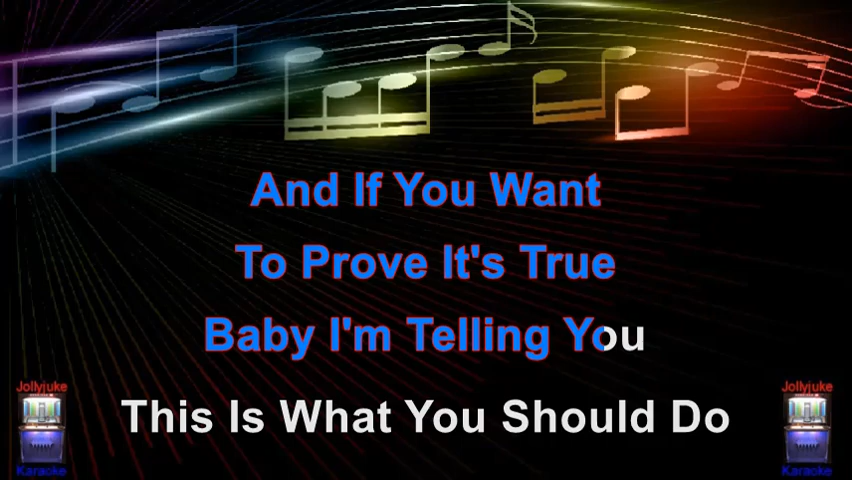 And If You Want
To Prove It's True
Baby I'm Telling You
This Is What You Should Do
Jollyjuke
Karaoke
Jollyjuke
Karaoke